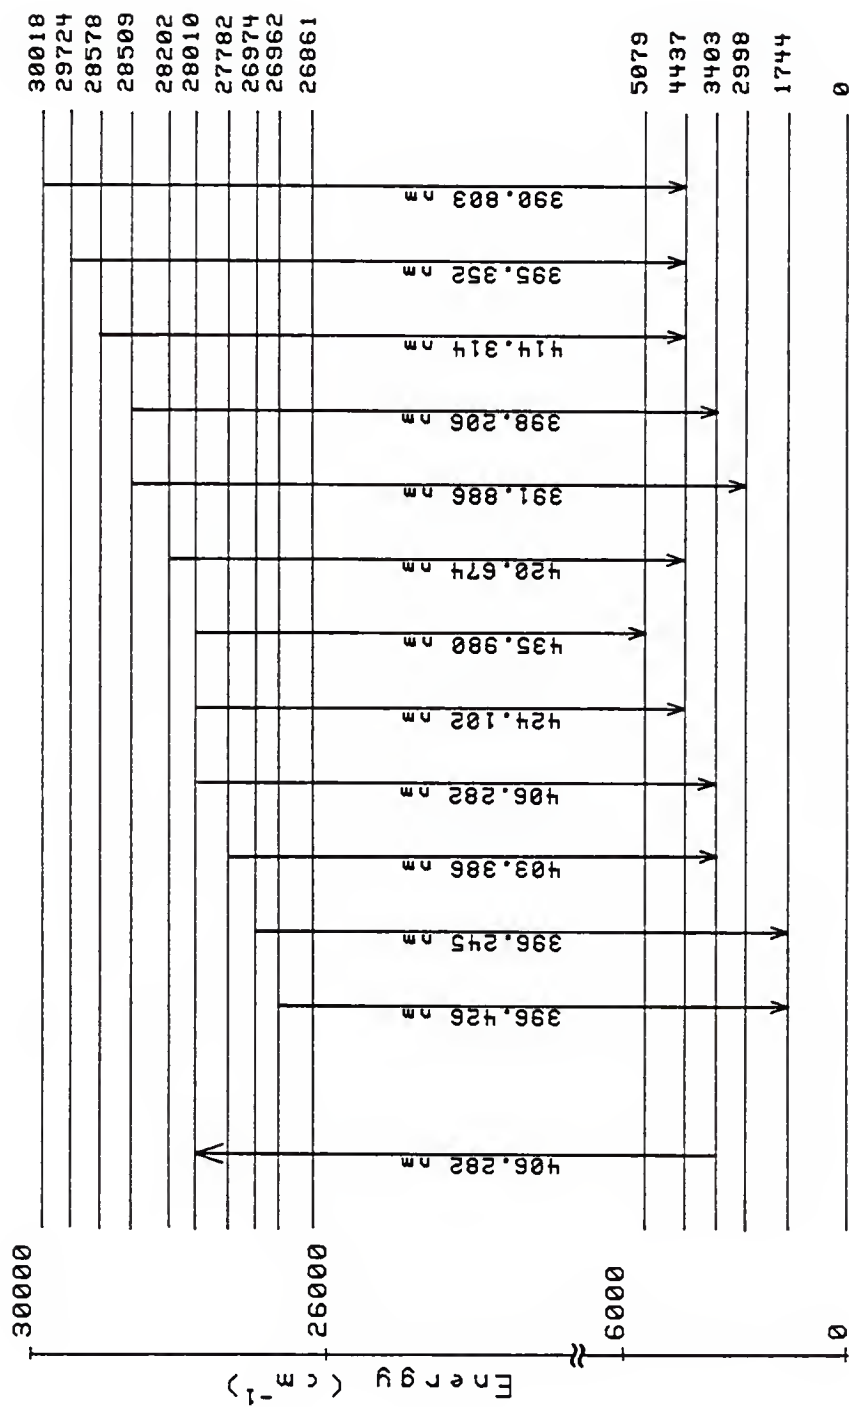 30018
29724
28578
28509
28202
28010
27782
26974
26962
26861
5079
4437
3403
2998
1744
0
390.803 nm
395.352 nm
414.314 nm
398.206 nm
391.886 nm
420.674 nm
435.980 nm
424.102 nm
406.282 nm
403.386 nm
396.245 nm
396.426 nm
406.282 nm
30000
26000
6000
0
Energy (cm⁻¹)